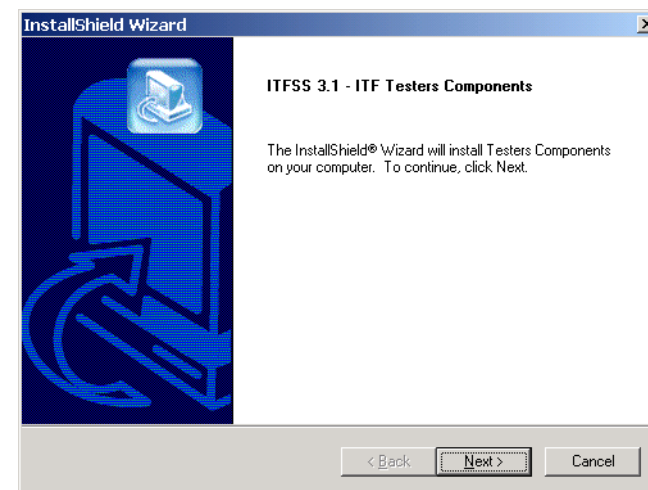 InstallShield Wizard
ITFSS 3.1 - ITF Testers Components
The InstallShield® Wizard will install Testers Components
on your computer. To continue, click Next.
< Back
Next >
Cancel